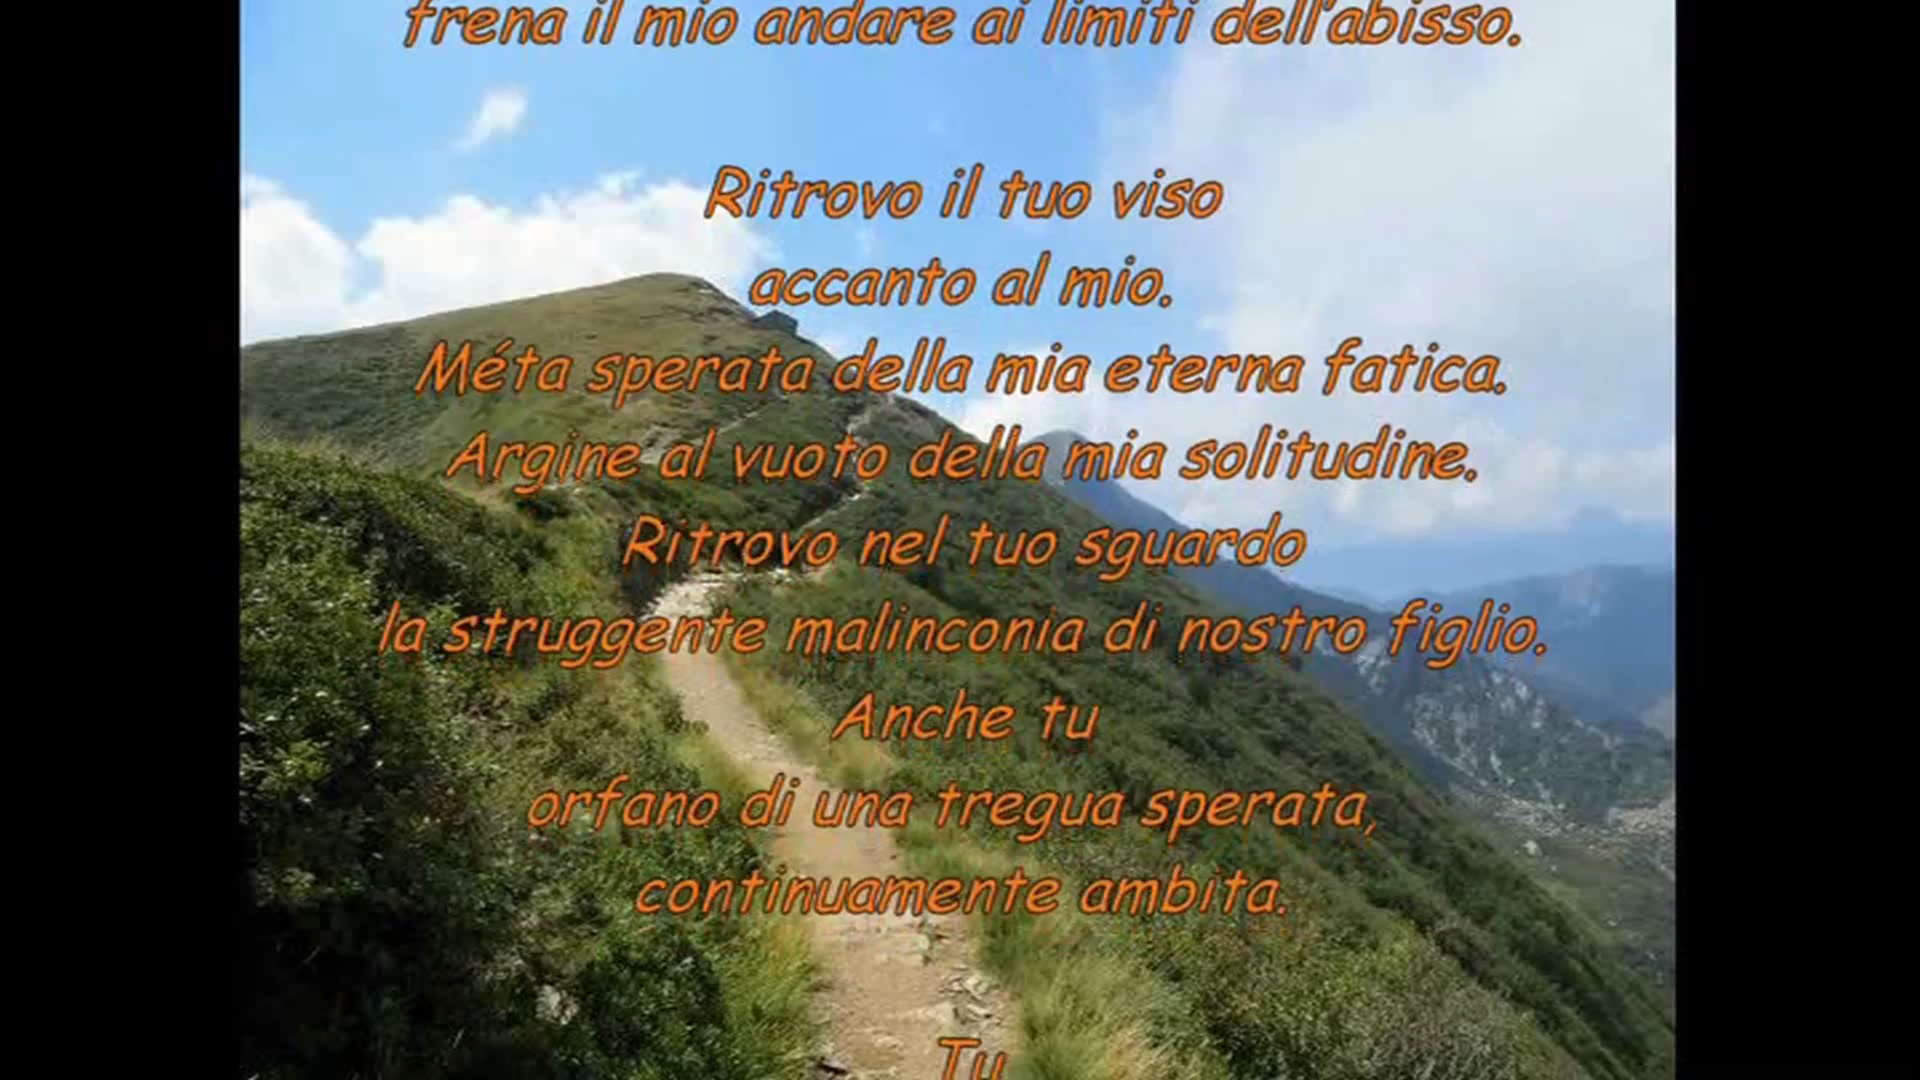 frena il mio andare ai limiti dell'abisso.
Ritrovo il tuo viso
accanto al mio.
Méta sperata della mia eterna fatica.
Argine al vuoto della mia solitudine.
Ritrovo nel tuo sguardo
la struggente malinconia di nostro figlio.
Anche tu
orfano di una tregua sperata,
continuamente ambita.
Tu